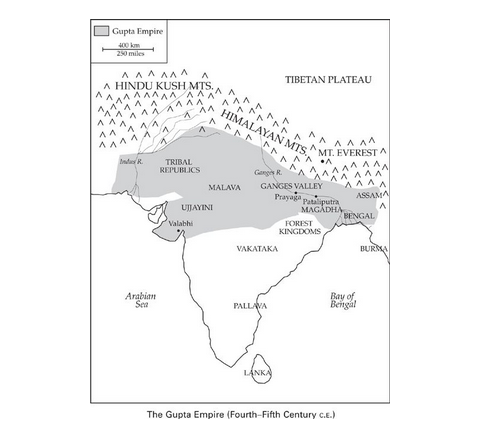 Gupta Empire
400 km
250 miles
TIBETAN PLATEAU
HINDU KUSH MTS.
HIMALAYAN MTS.
MT. EVEREST
Indus R.
TRIBAL
REPUBLICS
Ganges R.
MALAVA
GANGES VALLEY
ASSAM
Prayaga
Pataliputra
UJJAYINI
MAGADHA
BENGAL
Valabhi
FOREST
KINGDOMS
VAKATAKA
BURMA
Arabian
Sea
Bay of
Bengal
PALLAVA
LANKA
The Gupta Empire (Fourth–Fifth Century C.E.)